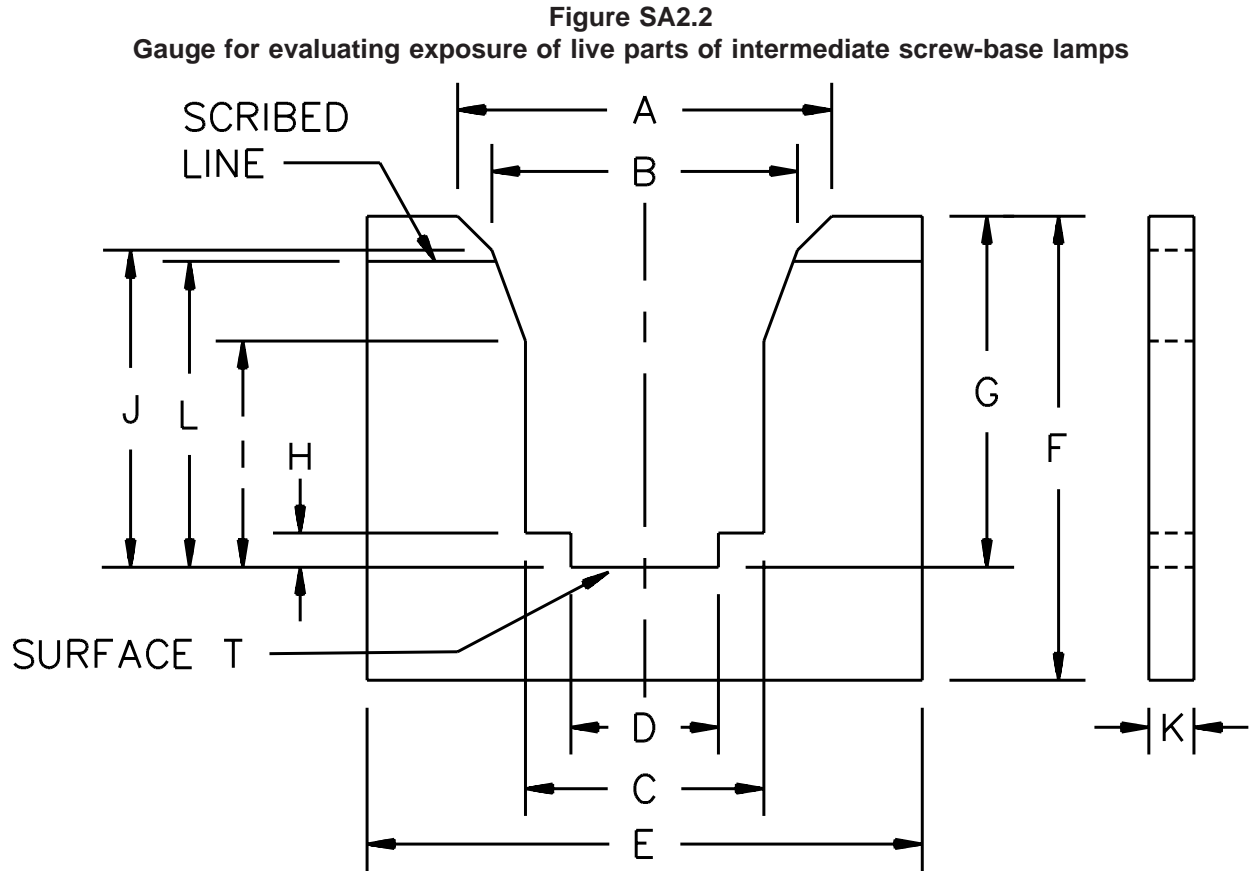 Figure SA2.2
Gauge for evaluating exposure of live parts of intermediate screw-base lamps
SCRIBED
LINE
A
B
J
L
I
H
G
F
SURFACE T
D
K
C
E